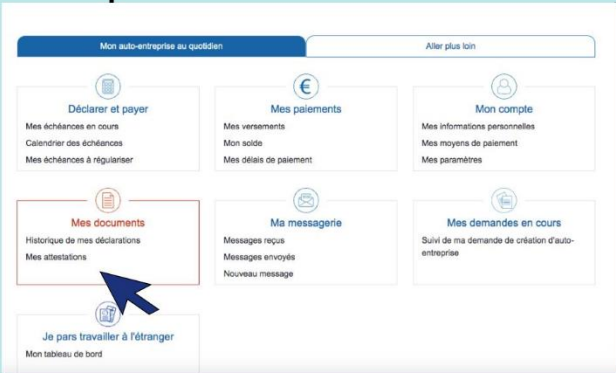 Mon auto-entreprise au quotidien
Aller plus loin
Déclarer et payer
Mes échéances en cours
Calendrier des échéances
Mes échéances à régulariser
€
Mes paiements
Mes versements
Mon solde
Mes délais de paiement
Mon compte
Mes informations personnelles
Mes moyens de paiement
Mes paramètres
Mes documents
Historique de mes déclarations
Mes attestations
Ma messagerie
Messages reçus
Messages envoyés
Nouveau message
Mes demandes en cours
Suivi de ma demande de création d'auto-
entreprise
Je pars travailler à l'étranger
Mon tableau de bord